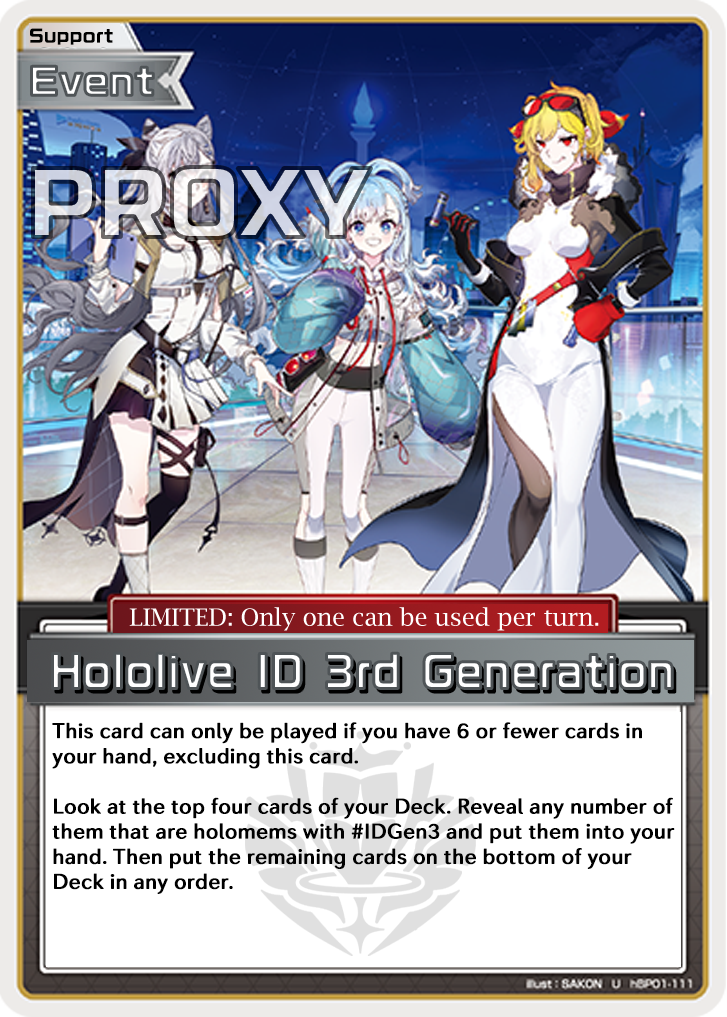 Support
Event
PROXY
LIMITED: Only one can be used per turn.
Hololive ID 3rd Generation
This card can only be played if you have 6 or fewer cards in
your hand, excluding this card.
Look at the top four cards of your Deck. Reveal any number of
them that are holomems with #IDGen3 and put them into your
hand. Then put the remaining cards on the bottom of your
Deck in any order.
illust : SAKON U hBP01-111